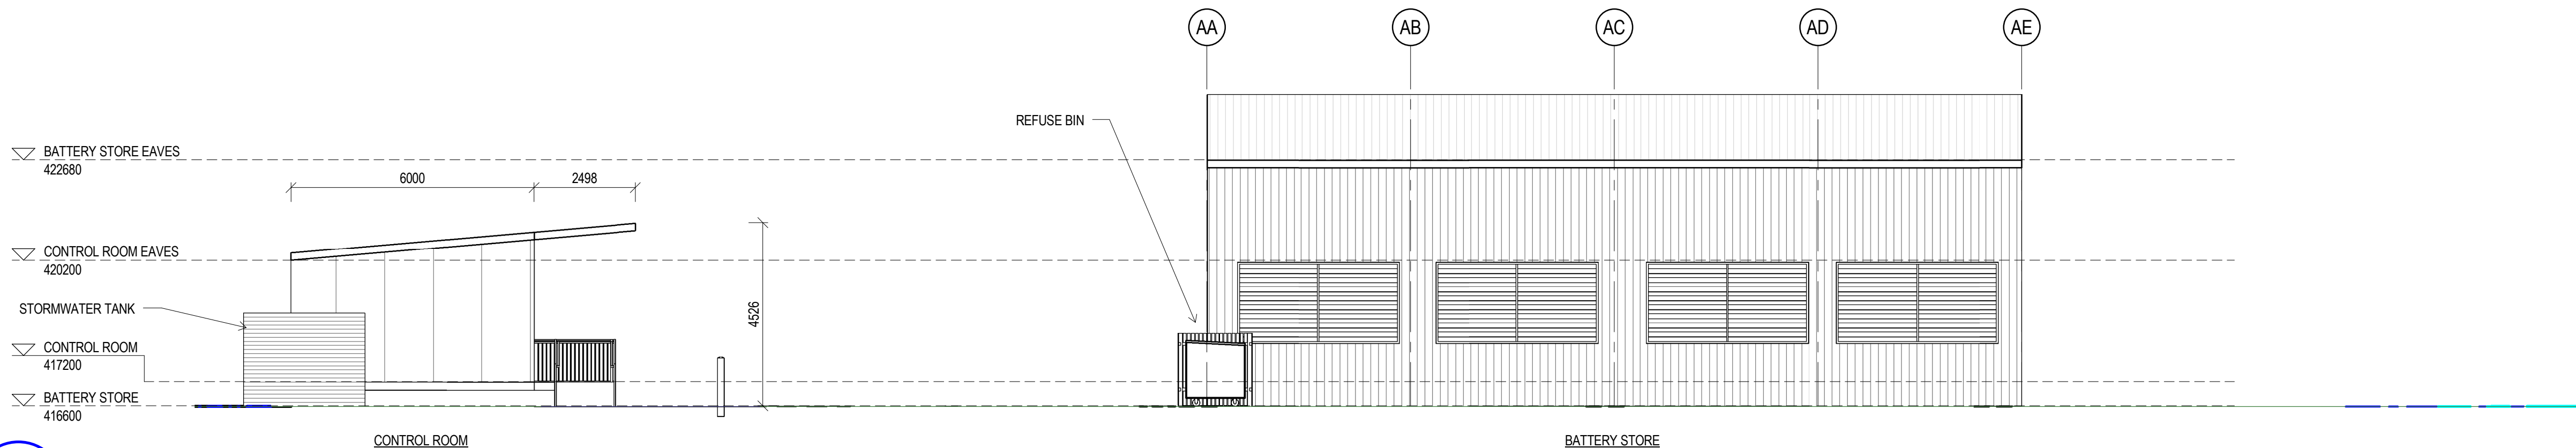 AA
AB
AC
AD
AE
REFUSE BIN
BATTERY STORE EAVES
422680
6000
2498
CONTROL ROOM EAVES
420200
STORMWATER TANK
4526
CONTROL ROOM
417200
BATTERY STORE
416600
CONTROL ROOM
BATTERY STORE